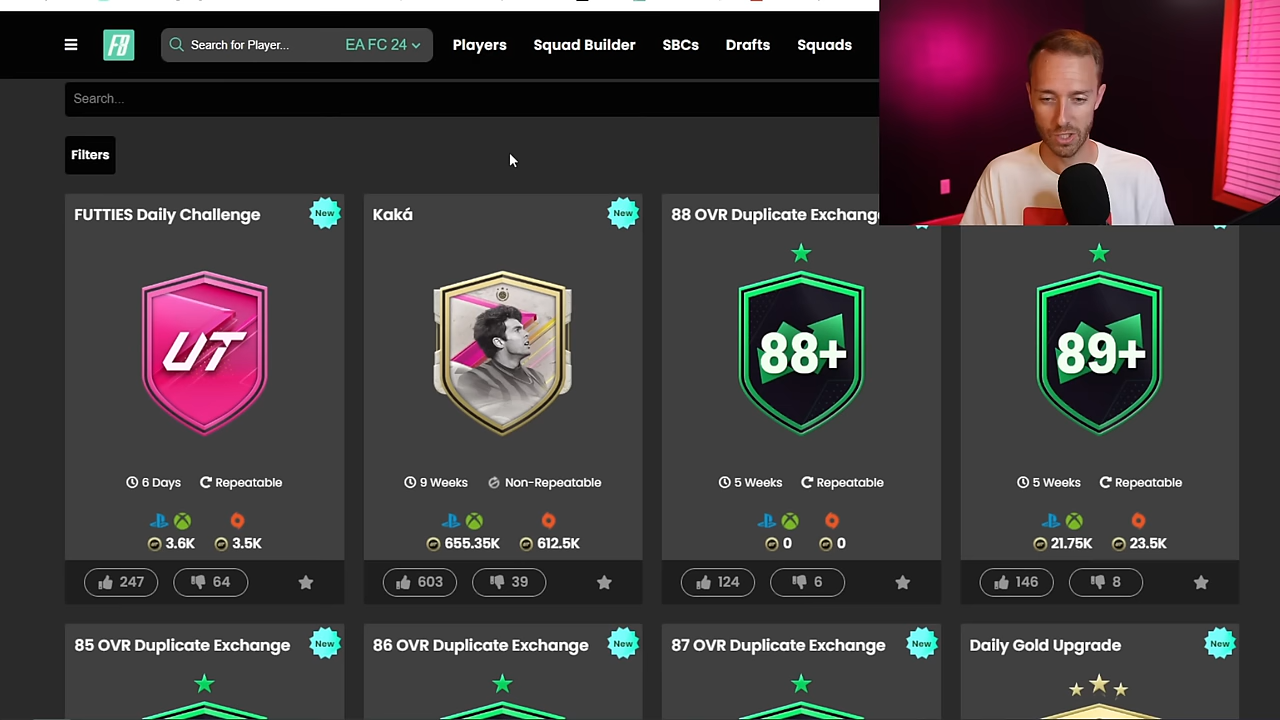 FB
Search for Player...
EA FC 24
Players
Squad Builder
SBCs
Drafts
Squads
Search...
Filters
FUTTIES Daily Challenge
New
UT
6 Days
Repeatable
3.6K
3.5K
247
64
Kaká
New
9 Weeks
Non-Repeatable
655.35K
612.5K
603
39
88 OVR Duplicate Exchang
88+
5 Weeks
Repeatable
0
0
124
6
89+
5 Weeks
Repeatable
21.75K
23.5K
146
8
85 OVR Duplicate Exchange
New
86 OVR Duplicate Exchange
New
87 OVR Duplicate Exchange
New
Daily Gold Upgrade
New